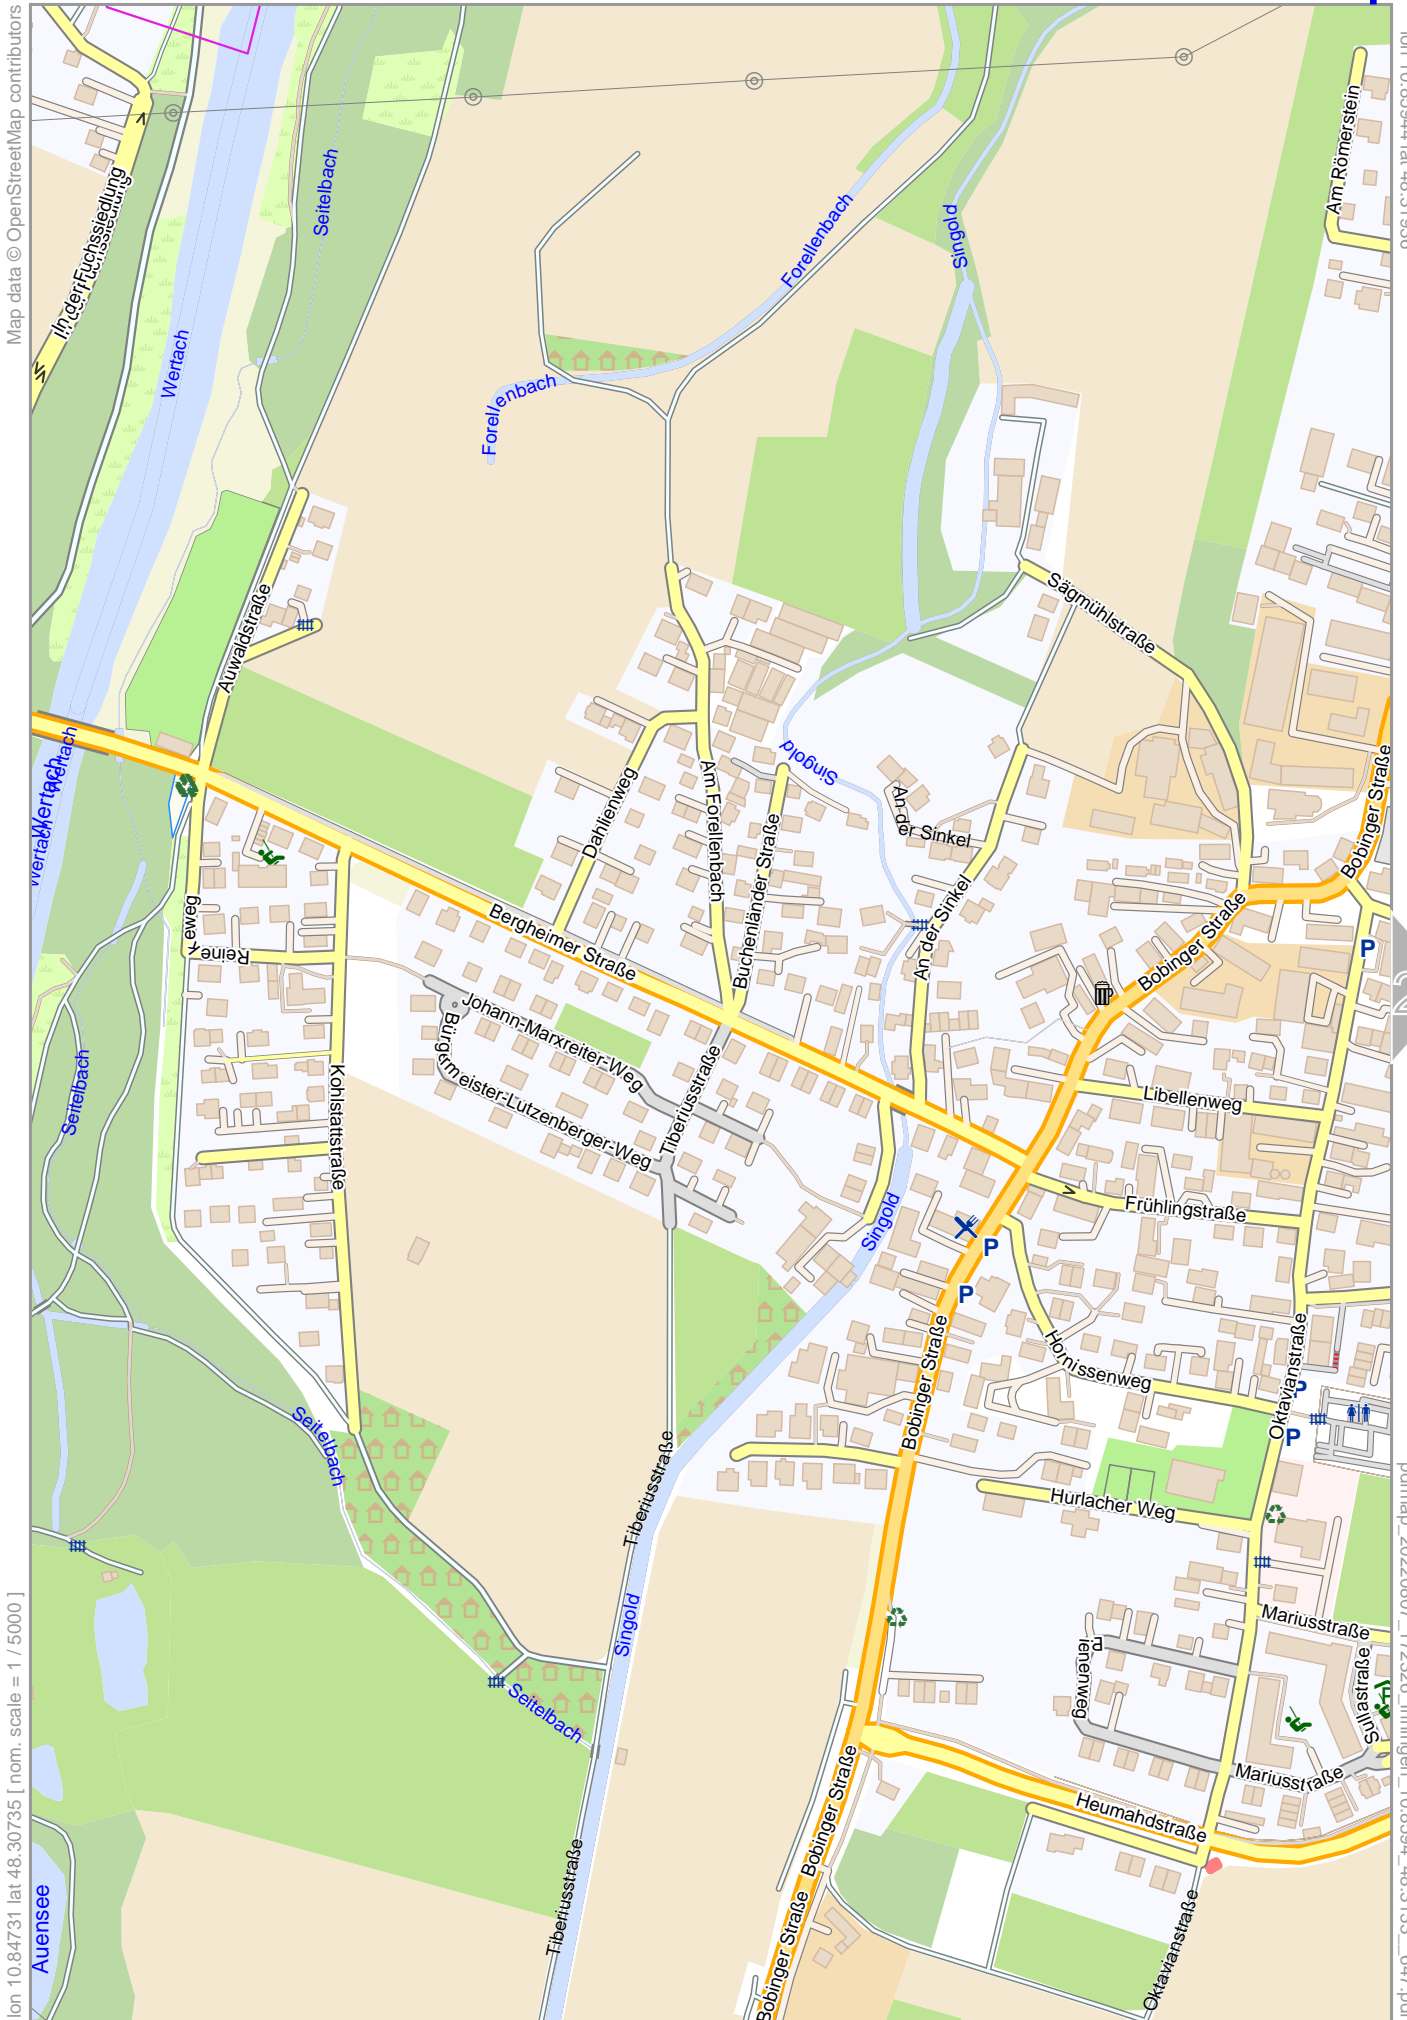 Map data © OpenStreetMap contributors
lon 10.84731 lat 48.30735 [ nom. scale = 1 / 5000 ]
In der Fuchssiedlung
Seitelbach
Wertach
Forellenbach
Forellenbach
Singold
Am Römerstein
Auwaldstraße
Sägmühlstraße
Wertach
Wertach
Wertach
Singold
Dahlienweg
Am Forellenbach
Buchenländer Straße
An der Sinkel
An der Sinkel
Bobinger Straße
Bobinger Straße
Bergheimer Straße
Reinekeweg
Johann-Marxreiter-Weg
Bürgermeister-Lutzenberger-Weg
Tiberiusstraße
Kohlstattstraße
Seitelbach
Libellenweg
Frühlingstraße
Singold
P
P
P
Bobinger Straße
Hornissenweg
Oktavianstraße
P
P
Seitelbach
Tiberiusstraße
Hurlacher Weg
Singold
Mariusstraße
Bienenweg
Sullastraße
Seitelbach
Mariusstraße
Heumahdstraße
Bobinger Straße
Bobinger Straße
Tiberiusstraße
Oktavianstraße
Auensee